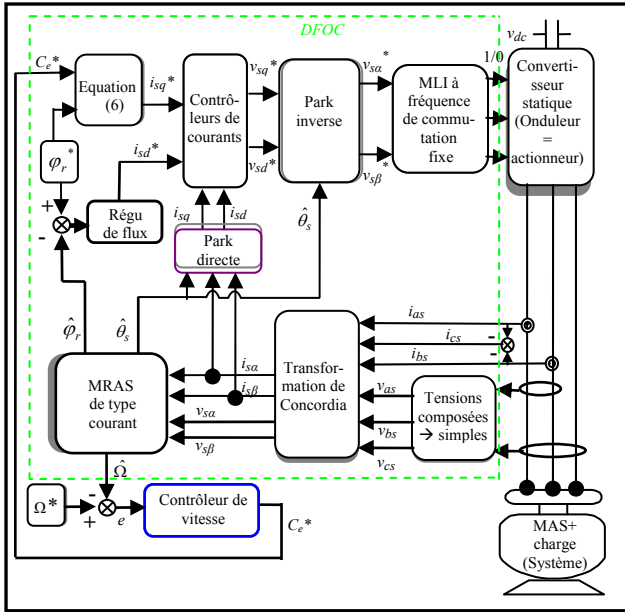 DFOC
v_dc
C_e*
Equation
(6)
i_sq*
Contrô-
leurs de
courants
v_sq*
Park
inverse
v_sα*
MLI à
fréquence
de commu-
tation
fixe
1/0
Converti-
sseur
statique
(Onduleur
=
actionneur)
φ_r*
i_sd*
v_sd*
v_sβ*
+
-
Régu
de flux
i_sq
i_sd
Park
directe
θ̂_s
φ̂_r
θ̂_s
MRAS
de type
courant
i_sα
i_sβ
v_sα
v_sβ
Transfor-
mation de
Concordia
i_as
i_cs
i_bs
-
-
v_as
v_bs
v_cs
Tensions
composées
→ simples
Ω̂
Ω*
-
+
e
Contrôleur de
vitesse
C_e*
MAS+
charge
(Système)